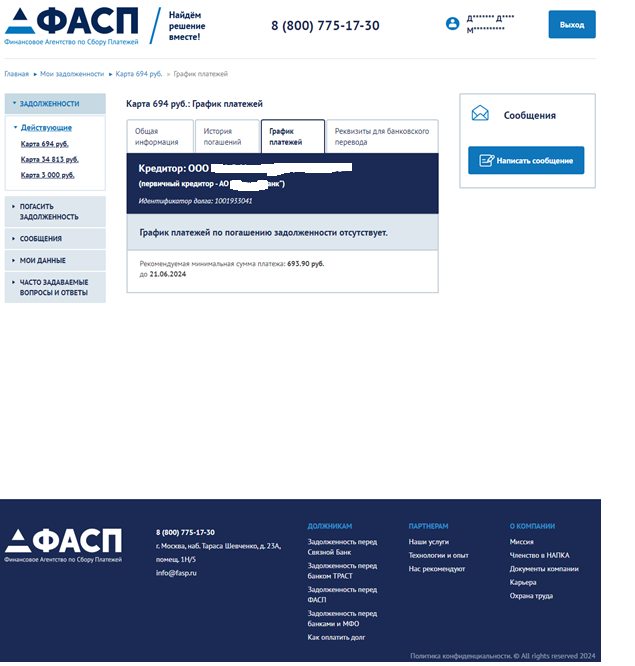 ФАСП
Финансовое Агентство по Сбору Платежей
Найдём
решение
вместе!
8 (800) 775-17-30
Д******* Д****
М**********
Выход
Главная ▸ Мои задолженности ▸ Карта 694 руб. » График платежей
ЗАДОЛЖЕННОСТИ
Действующие
Карта 694 руб.
Карта 34 813 руб.
Карта 3 000 руб.
ПОГАСИТЬ
ЗАДОЛЖЕННОСТЬ
СООБЩЕНИЯ
МОИ ДАННЫЕ
ЧАСТО ЗАДАВАЕМЫЕ
ВОПРОСЫ И ОТВЕТЫ
Карта 694 руб.: График платежей
Общая
информация
История
погашений
График
платежей
Реквизиты для банковского
перевода
Кредитор: ООО
(первичный кредитор - АО анк")
Идентификатор долга: 1001933041
График платежей по погашению задолженности отсутствует.
Рекомендуемая минимальная сумма платежа: 693.90 руб.
до 21.06.2024
Сообщения
Написать сообщение
ФАСП
Финансовое Агентство по Сбору Платежей
8 (800) 775-17-30
г. Москва, наб. Тараса Шевченко, д. 23А,
помещ. 1Н/5
info@fasp.ru
ДОЛЖНИКАМ
Задолженность перед
Связной Банк
Задолженность перед
банком ТРАСТ
Задолженность перед
ФАСП
Задолженность перед
банками и МФО
Как оплатить долг
ПАРТНЕРАМ
Наши услуги
Технологии и опыт
Нас рекомендуют
О КОМПАНИИ
Миссия
Членство в НАПКА
Документы компании
Карьера
Охрана труда
Политика конфиденциальности. © All rights reserved 2024